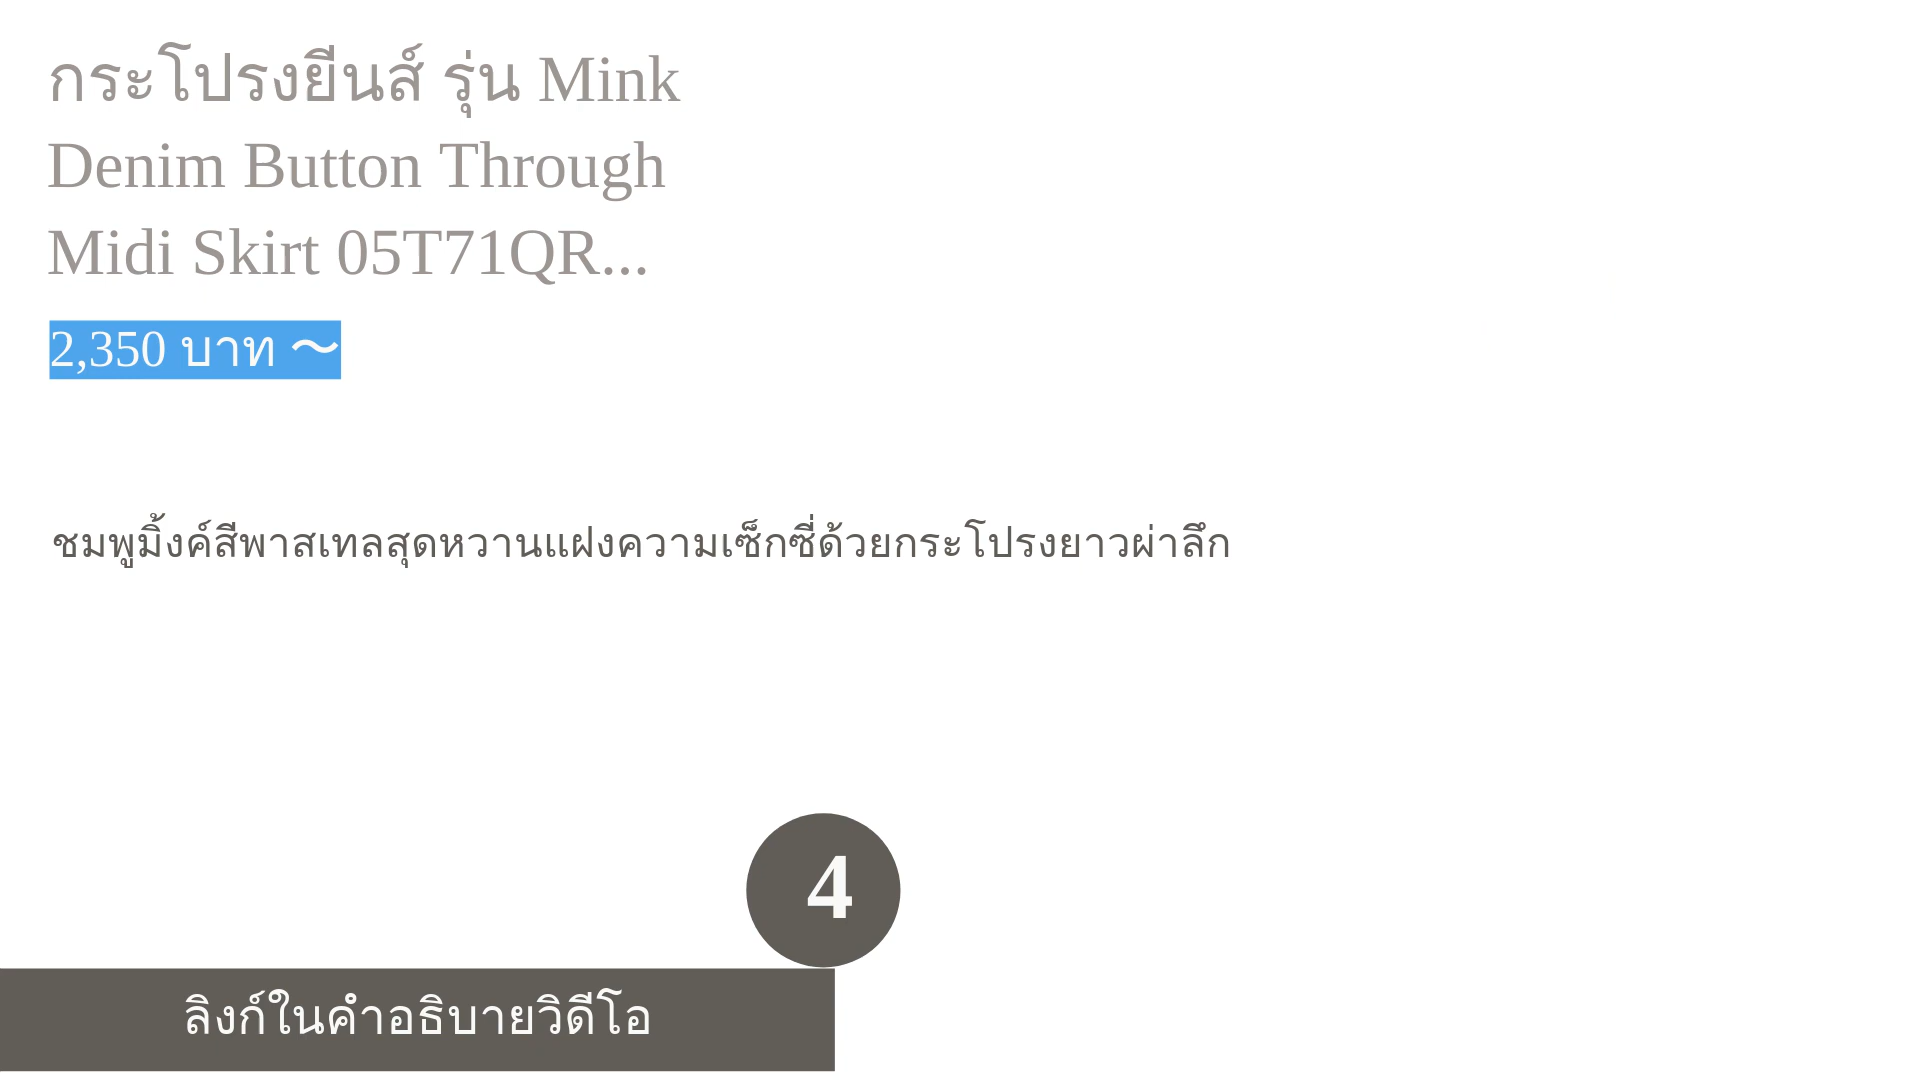 กระโปรงยีนส์ รุ่น Mink
Denim Button Through
Midi Skirt 05T71QR...
2,350 บาท ～
ชมพูมิ้งค์สีพาสเทลสุดหวานแฝงความเซ็กซี่ด้วยกระโปรงยาวผ่าลึก
4
ลิงก์ในคำอธิบายวิดีโอ